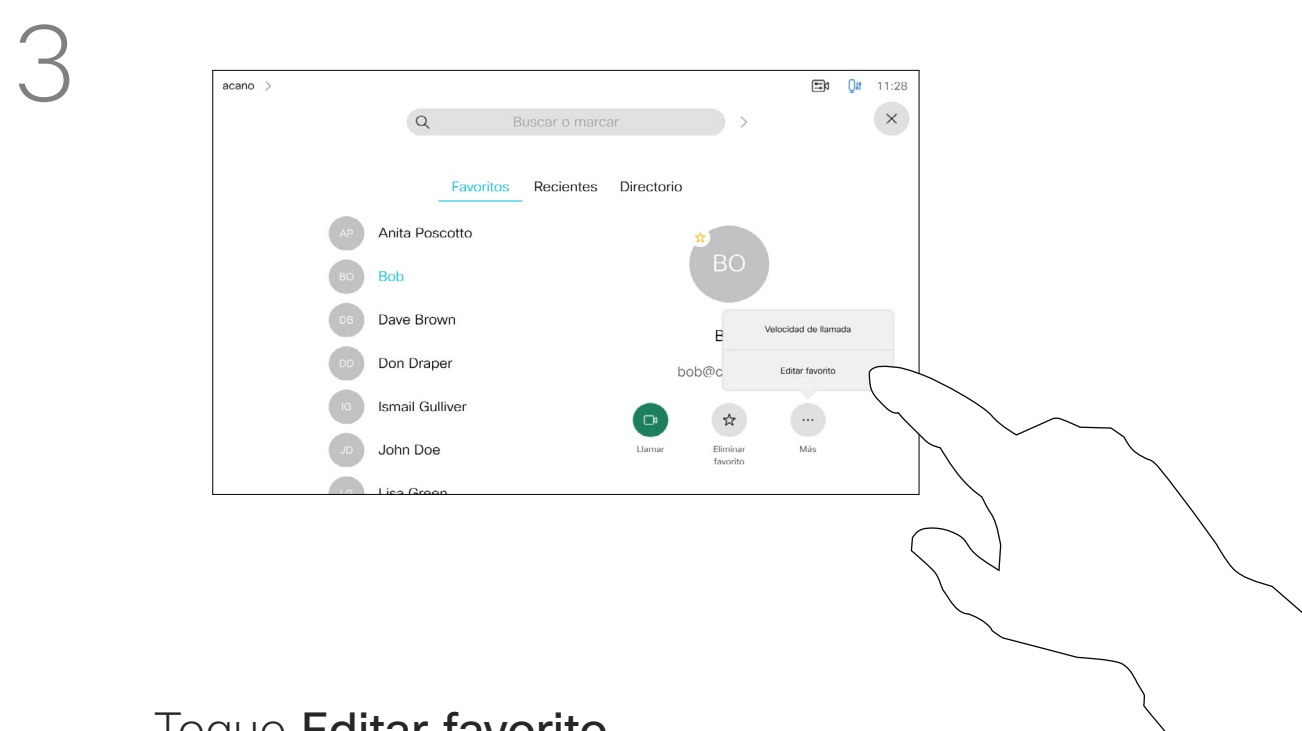 3
acano >
11:28
Buscar o marcar >
Favoritos Recientes Directorio
AP Anita Poscotto
BO Bob
DB Dave Brown
DD Don Draper
IG Ismail Gulliver
JD John Doe
Lisa Green
BO
B
bob@c
Velocidad de llamada
Editar favorito
Llamar
Eliminar
favorito
Más
Toque Editar favorito